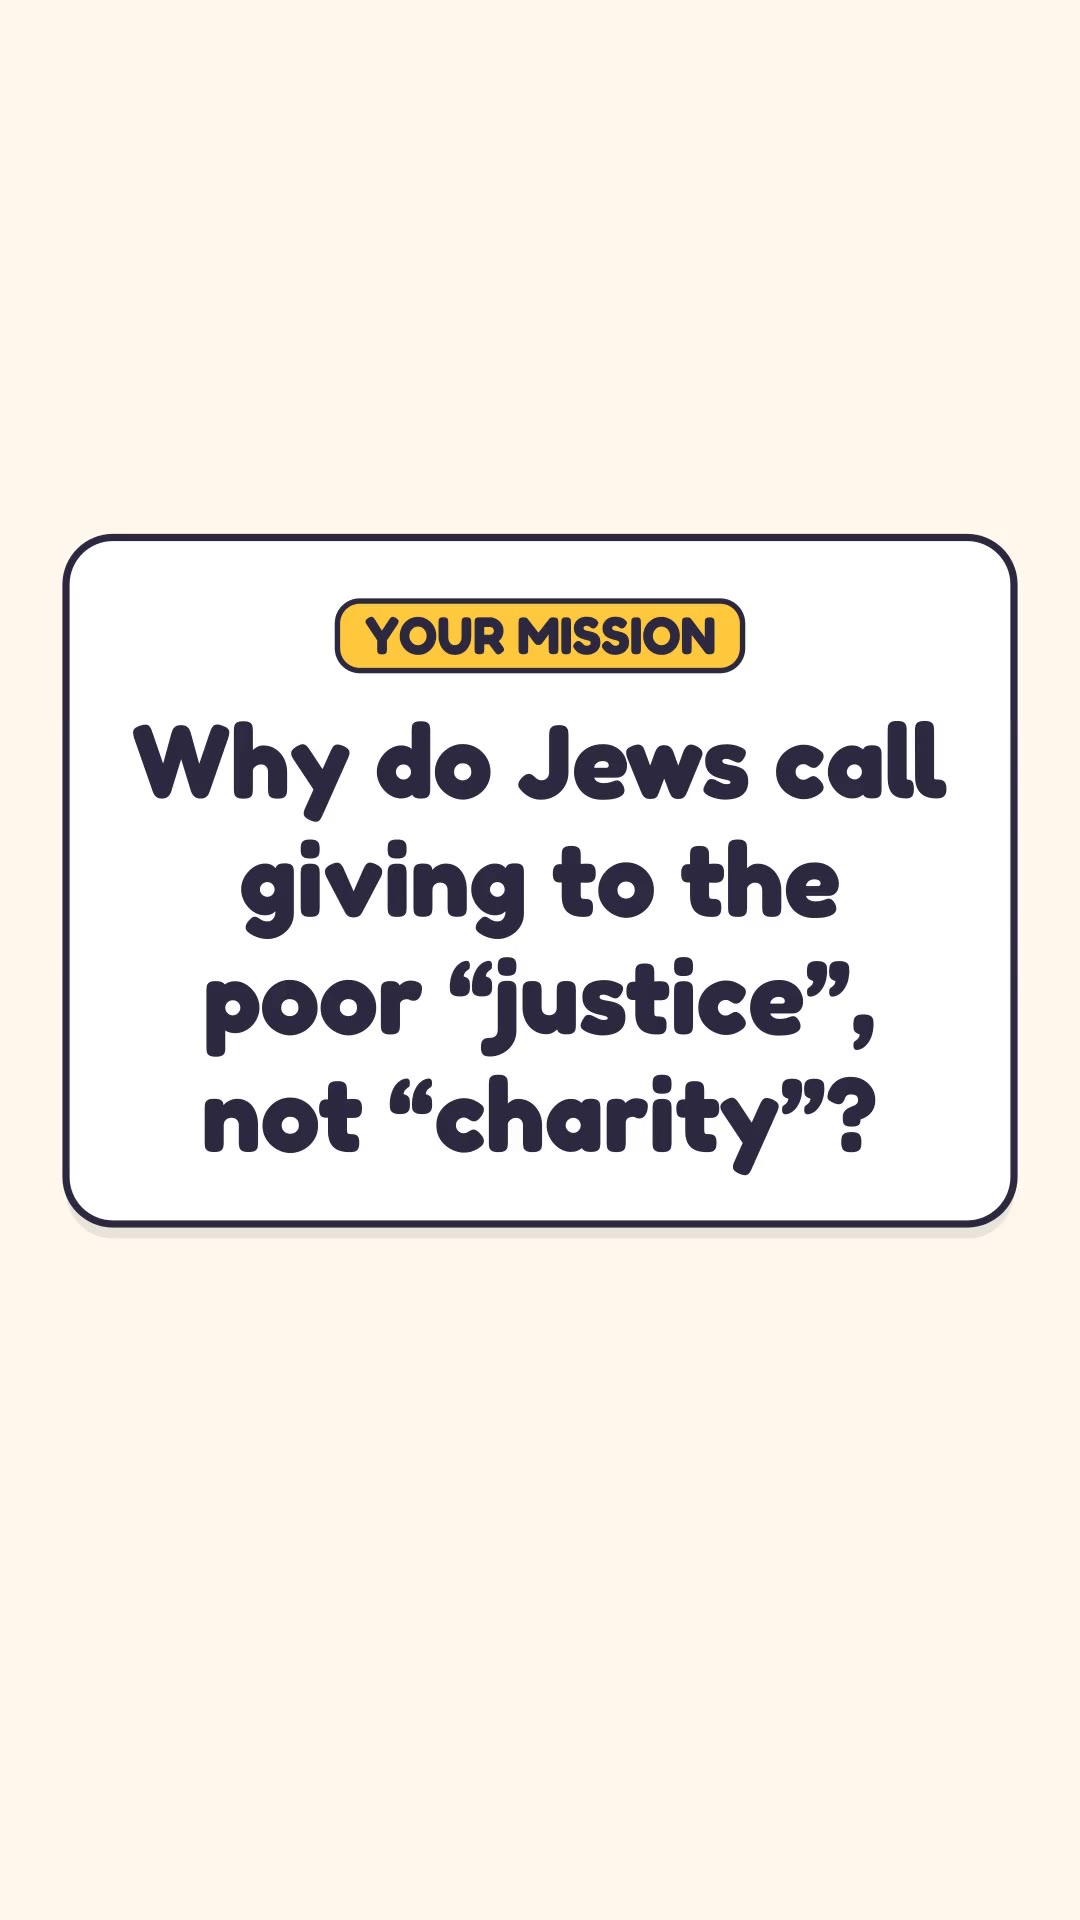 YOUR MISSION
Why do Jews call
giving to the
poor “justice”,
not “charity”?